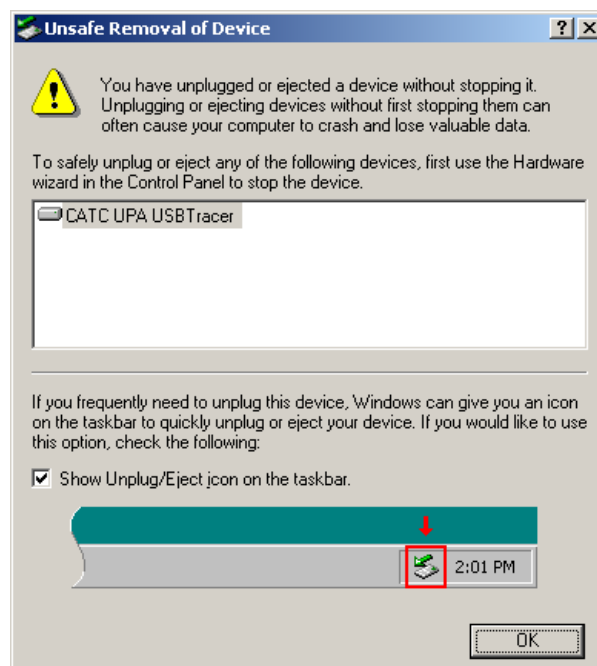 Unsafe Removal of Device
You have unplugged or ejected a device without stopping it.
Unplugging or ejecting devices without first stopping them can
often cause your computer to crash and lose valuable data.
To safely unplug or eject any of the following devices, first use the Hardware
wizard in the Control Panel to stop the device.
CATC UPA USBTracer
If you frequently need to unplug this device, Windows can give you an icon
on the taskbar to quickly unplug or eject your device. If you would like to use
this option, check the following:
Show Unplug/Eject icon on the taskbar.
2:01 PM
OK